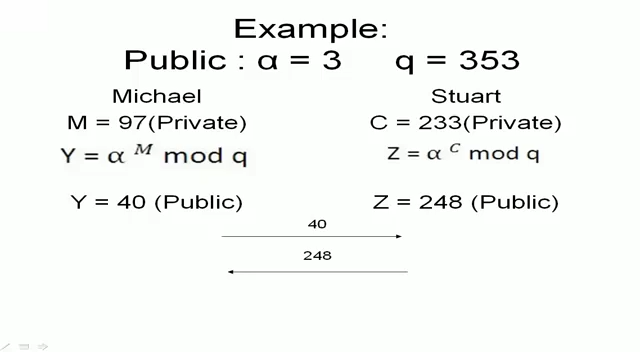 Example:
Public : α = 3 q = 353
Michael
M = 97(Private)
Y = α ᴹ mod q
Y = 40 (Public)
Stuart
C = 233(Private)
Z = α ᶜ mod q
Z = 248 (Public)
40
248